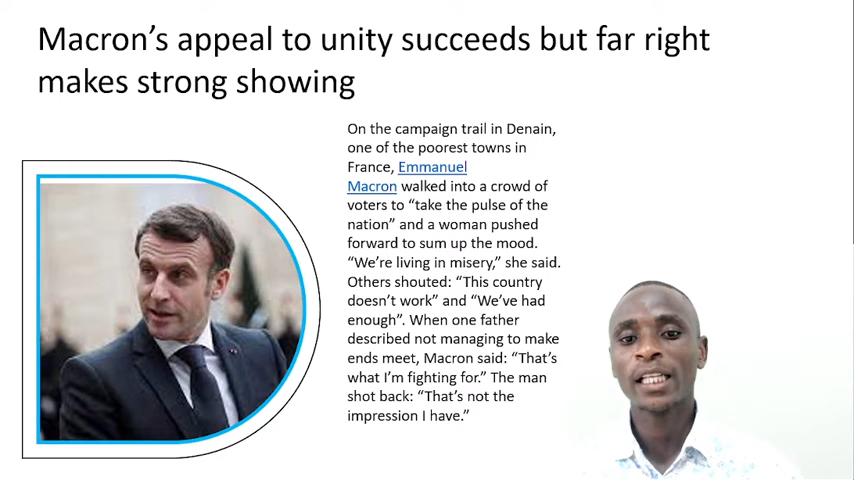 Macron’s appeal to unity succeeds but far right
makes strong showing
On the campaign trail in Denain,
one of the poorest towns in
France, Emmanuel
Macron walked into a crowd of
voters to “take the pulse of the
nation” and a woman pushed
forward to sum up the mood.
“We’re living in misery,” she said.
Others shouted: “This country
doesn’t work” and “We’ve had
enough”. When one father
described not managing to make
ends meet, Macron said: “That’s
what I’m fighting for.” The man
shot back: “That’s not the
impression I have.”